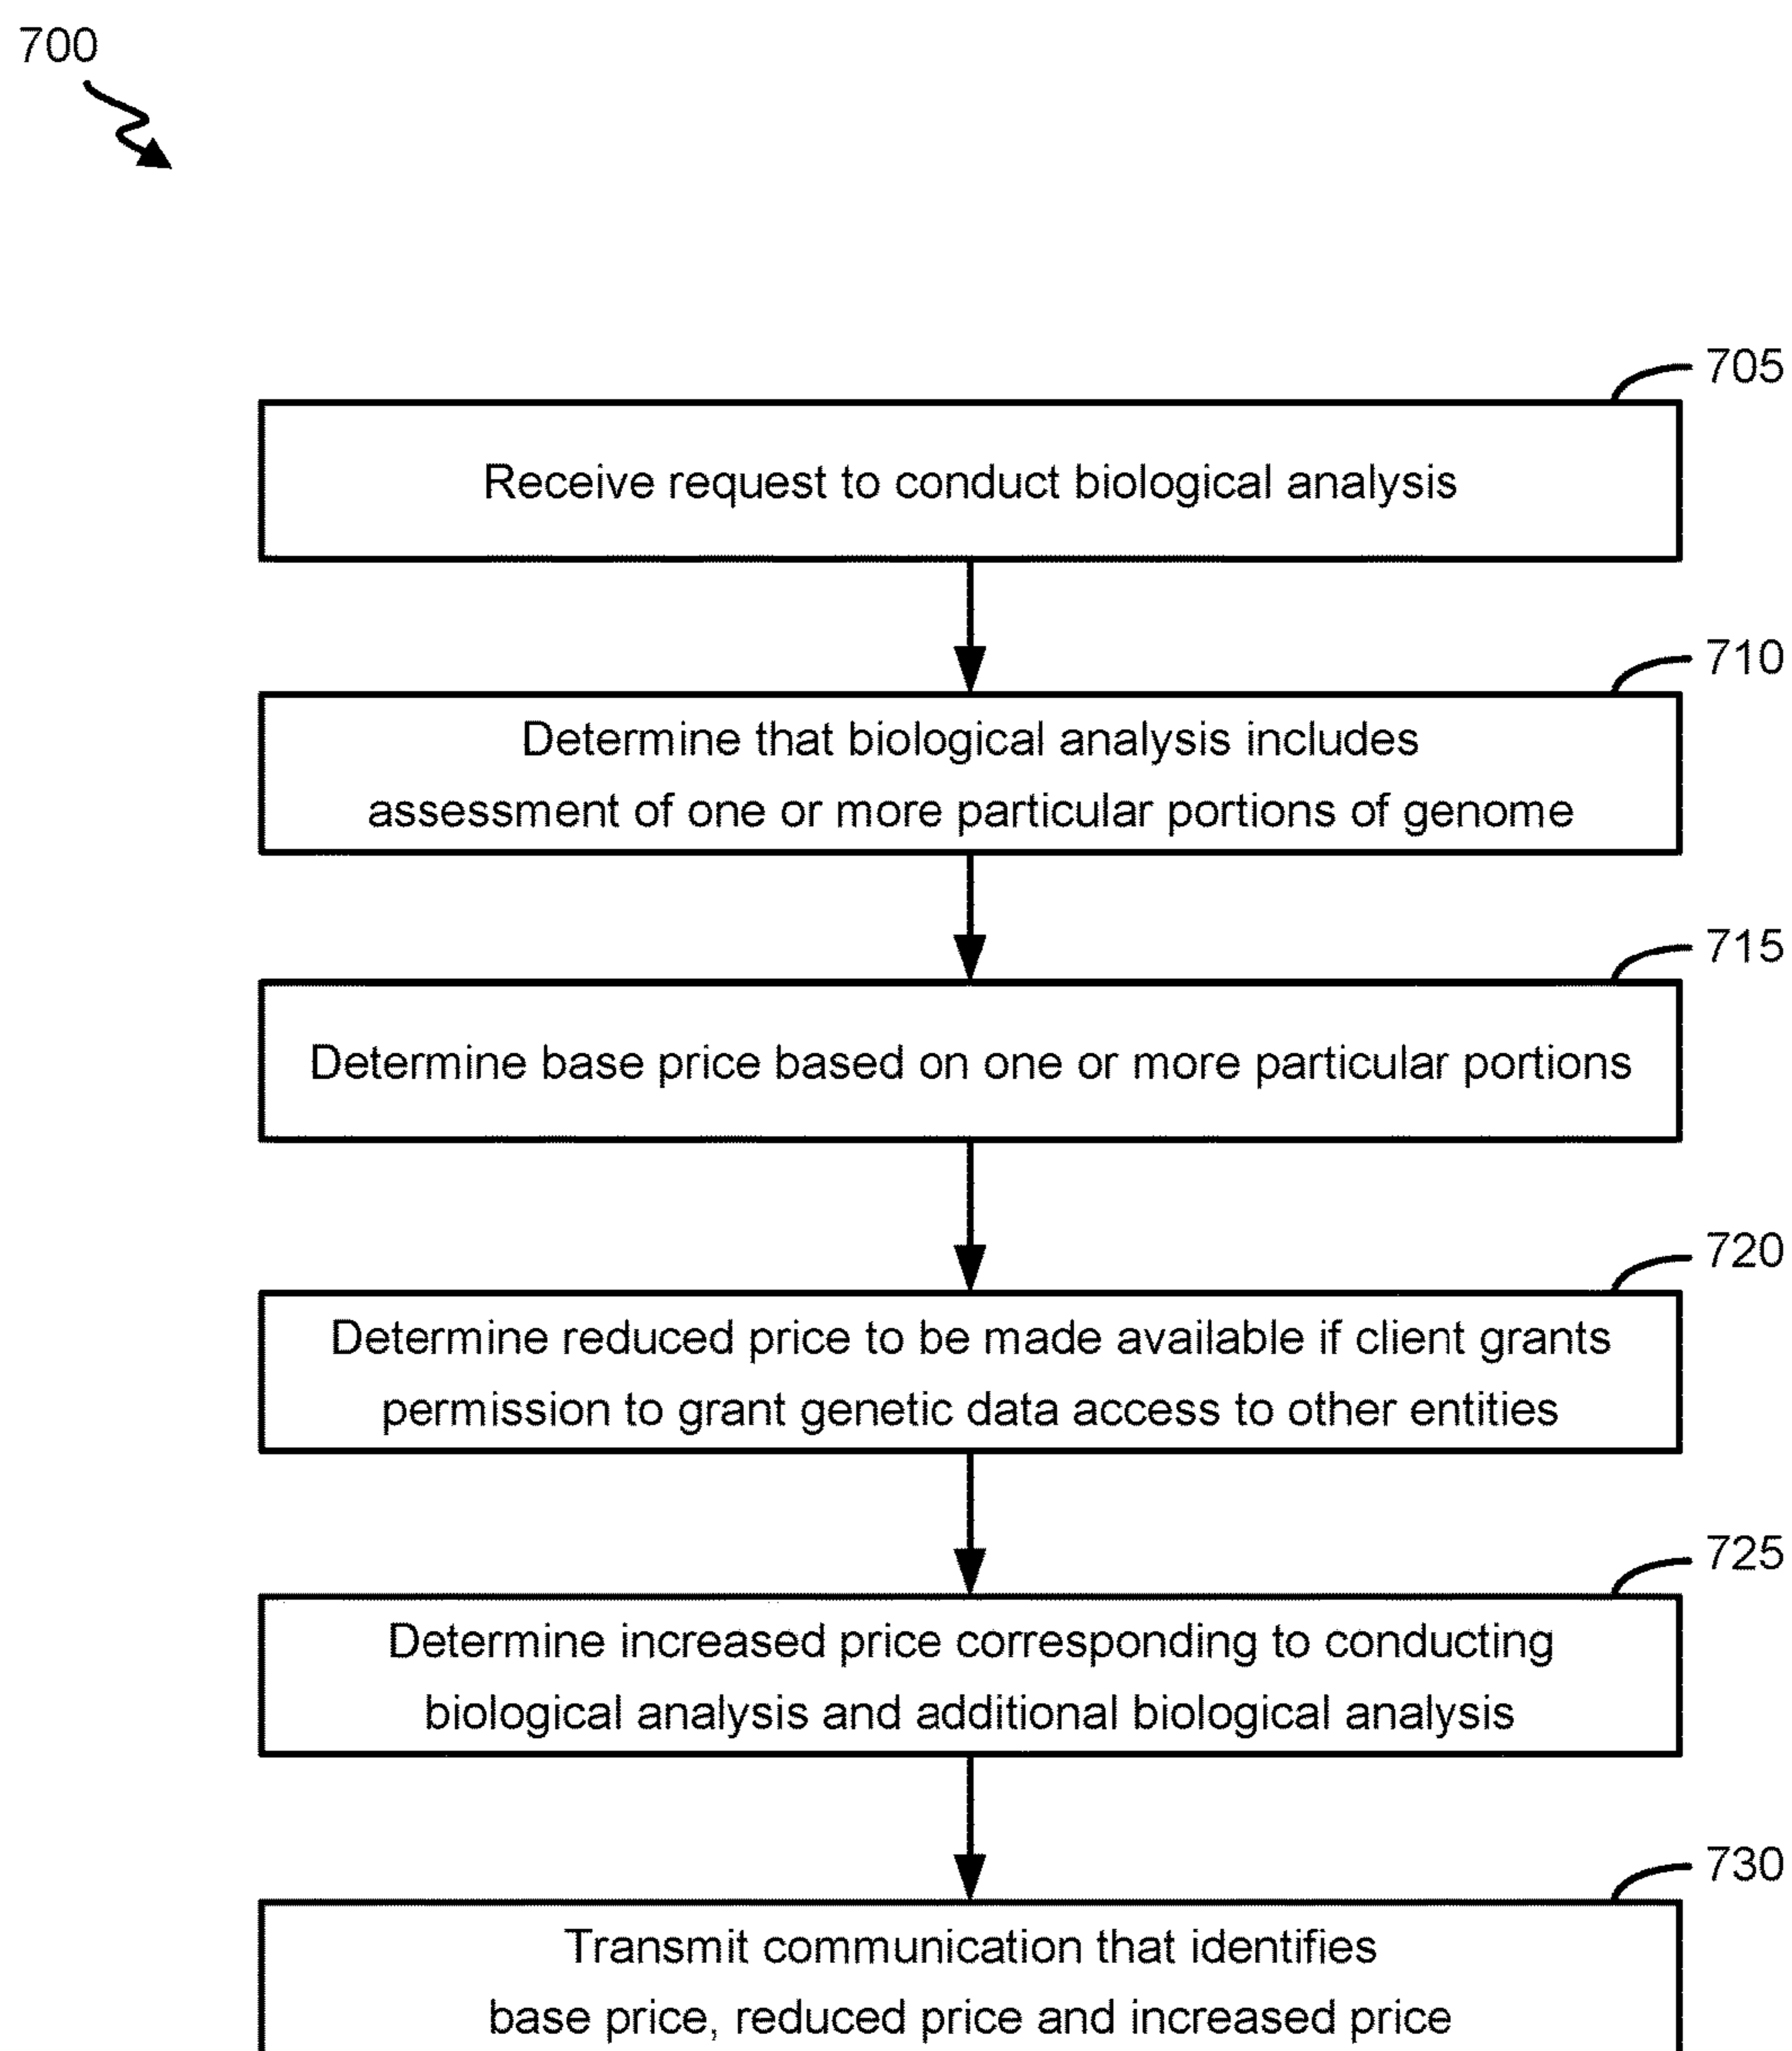 700
705
Receive request to conduct biological analysis
710
Determine that biological analysis includes
assessment of one or more particular portions of genome
715
Determine base price based on one or more particular portions
720
Determine reduced price to be made available if client grants
permission to grant genetic data access to other entities
725
Determine increased price corresponding to conducting
biological analysis and additional biological analysis
730
Transmit communication that identifies
base price, reduced price and increased price